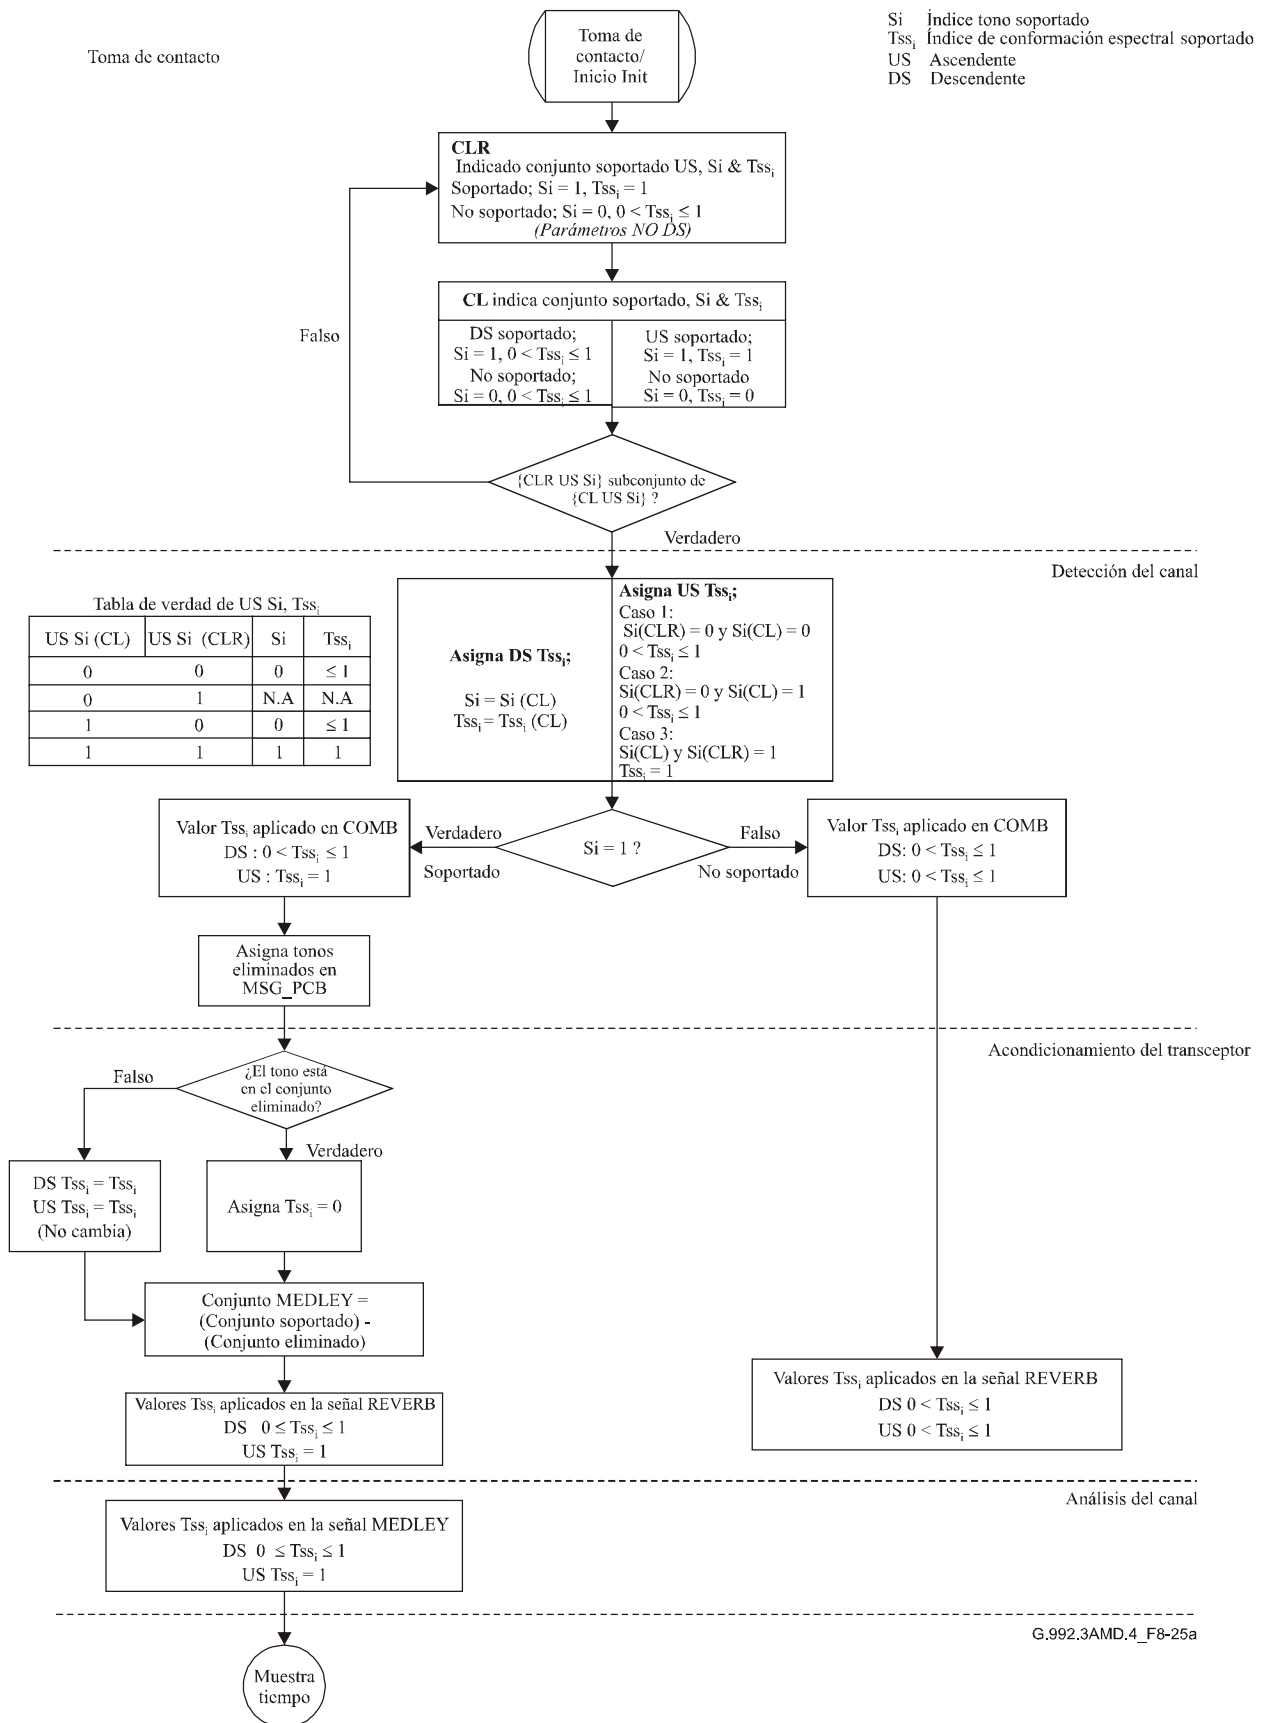 Toma de contacto
Toma de
contacto/
Inicio Init
Si Índice tono soportado
Tssi Índice de conformación espectral soportado
US Ascendente
DS Descendente
CLR
Indicado conjunto soportado US, Si & Tssi
Soportado; Si = 1, Tssi = 1
No soportado; Si = 0, 0 < Tssi ≤ 1
(Parámetros NO DS)
CL indica conjunto soportado, Si & Tssi
DS soportado;
Si = 1, 0 < Tssi ≤ 1
No soportado;
Si = 0, 0 < Tssi ≤ 1
US soportado;
Si = 1, Tssi = 1
No soportado
Si = 0, Tssi = 0
Falso
{CLR US Si} subconjunto de
{CL US Si} ?
Verdadero
Detección del canal
Tabla de verdad de US Si, Tssi
US Si (CL) US Si (CLR) Si Tssi
0 0 0 ≤ 1
0 1 N.A N.A
1 0 0 ≤ 1
1 1 1 1
Asigna DS Tssi;
Si = Si (CL)
Tssi = Tssi (CL)
Asigna US Tssi;
Caso 1:
Si(CLR) = 0 y Si(CL) = 0
0 < Tssi ≤ 1
Caso 2:
Si(CLR) = 0 y Si(CL) = 1
0 < Tssi ≤ 1
Caso 3:
Si(CL) y Si(CLR) = 1
Tssi = 1
Valor Tssi aplicado en COMB
DS : 0 < Tssi ≤ 1
US : Tssi = 1
Verdadero
Soportado
Si = 1 ?
Falso
No soportado
Valor Tssi aplicado en COMB
DS: 0 < Tssi ≤ 1
US: 0 < Tssi ≤ 1
Asigna tonos
eliminados en
MSG_PCB
Acondicionamiento del transceptor
¿El tono está
en el conjunto
eliminado?
Falso
Verdadero
DS Tssi = Tssi
US Tssi = Tssi
(No cambia)
Asigna Tssi = 0
Conjunto MEDLEY =
(Conjunto soportado) -
(Conjunto eliminado)
Valores Tssi aplicados en la señal REVERB
DS 0 ≤ Tssi ≤ 1
US Tssi = 1
Valores Tssi aplicados en la señal REVERB
DS 0 < Tssi ≤ 1
US 0 < Tssi ≤ 1
Análisis del canal
Valores Tssi aplicados en la señal MEDLEY
DS 0 ≤ Tssi ≤ 1
US Tssi = 1
G.992.3AMD.4_F8-25a
Muestra
tiempo